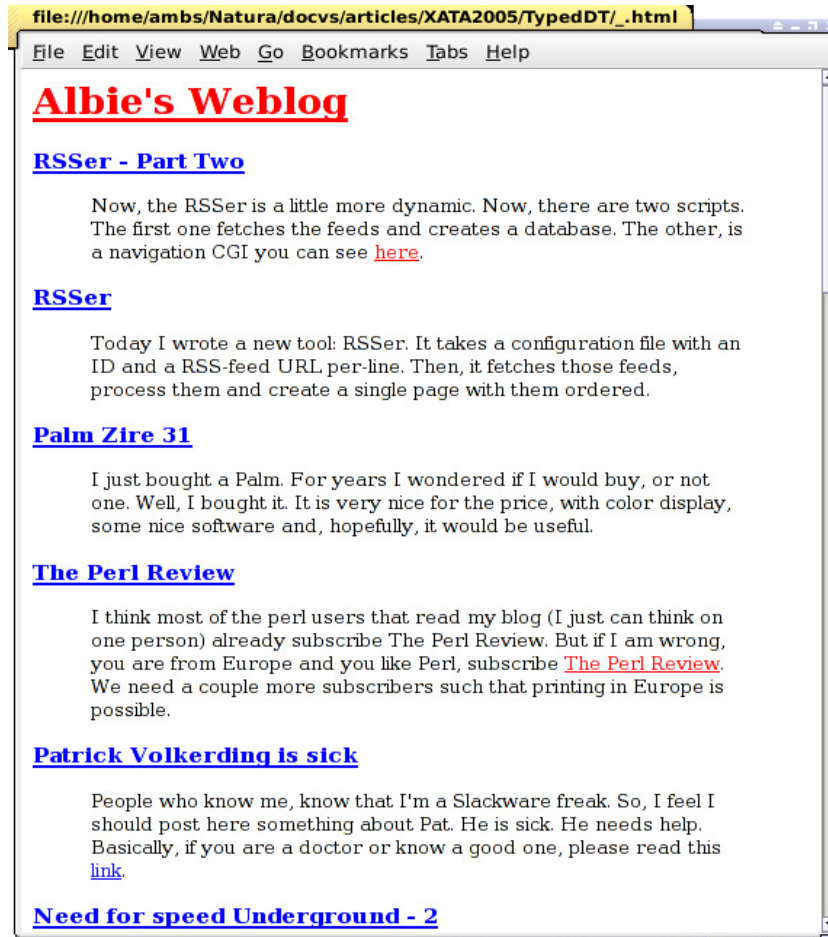 file:///home/ambs/Natura/docvs/articles/XATA2005/TypedDT/_.html
File Edit View Web Go Bookmarks Tabs Help
Albie's Weblog
RSSer - Part Two
Now, the RSSer is a little more dynamic. Now, there are two scripts.
The first one fetches the feeds and creates a database. The other, is
a navigation CGI you can see here.
RSSer
Today I wrote a new tool: RSSer. It takes a configuration file with an
ID and a RSS-feed URL per-line. Then, it fetches those feeds,
process them and create a single page with them ordered.
Palm Zire 31
I just bought a Palm. For years I wondered if I would buy, or not
one. Well, I bought it. It is very nice for the price, with color display,
some nice software and, hopefully, it would be useful.
The Perl Review
I think most of the perl users that read my blog (I just can think on
one person) already subscribe The Perl Review. But if I am wrong,
you are from Europe and you like Perl, subscribe The Perl Review.
We need a couple more subscribers such that printing in Europe is
possible.
Patrick Volkerding is sick
People who know me, know that I'm a Slackware freak. So, I feel I
should post here something about Pat. He is sick. He needs help.
Basically, if you are a doctor or know a good one, please read this
link.
Need for speed Underground - 2